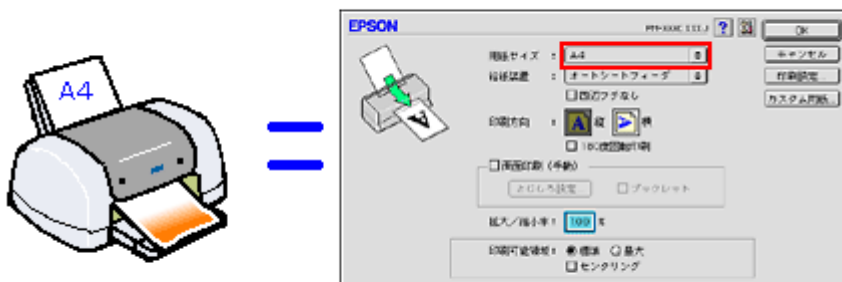 A4
EPSON
OK
用紙サイズ : A4
キャンセル
給紙装置 : オートシートフィーダ
印刷設定...
四辺フチなし
カスタム用紙...
印刷方向 : 縦 横
180度回転印刷
両面印刷 (手動)
とじしろ設定... ブックレット
拡大/縮小率: 100 %
印刷可能領域: 標準 最大
センタリング